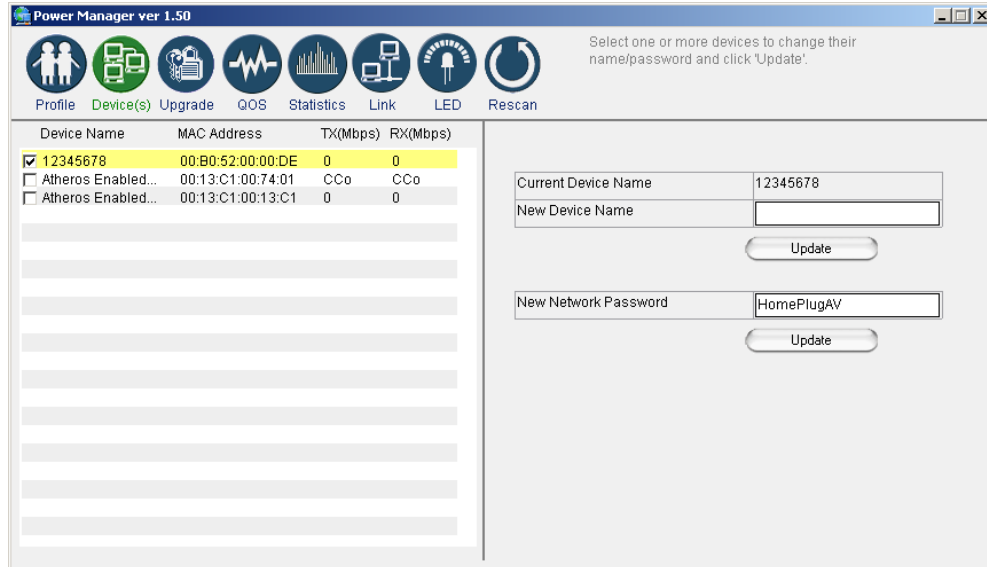 Power Manager ver 1.50
Select one or more devices to change their
name/password and click 'Update'.
Profile Device(s) Upgrade QOS Statistics Link LED Rescan
Device Name MAC Address TX(Mbps) RX(Mbps)
12345678 00:B0:52:00:00:DE 0 0
Atheros Enabled... 00:13:C1:00:74:01 CCo CCo
Atheros Enabled... 00:13:C1:00:13:C1 0 0
Current Device Name 12345678
New Device Name
Update
New Network Password HomePlugAV
Update